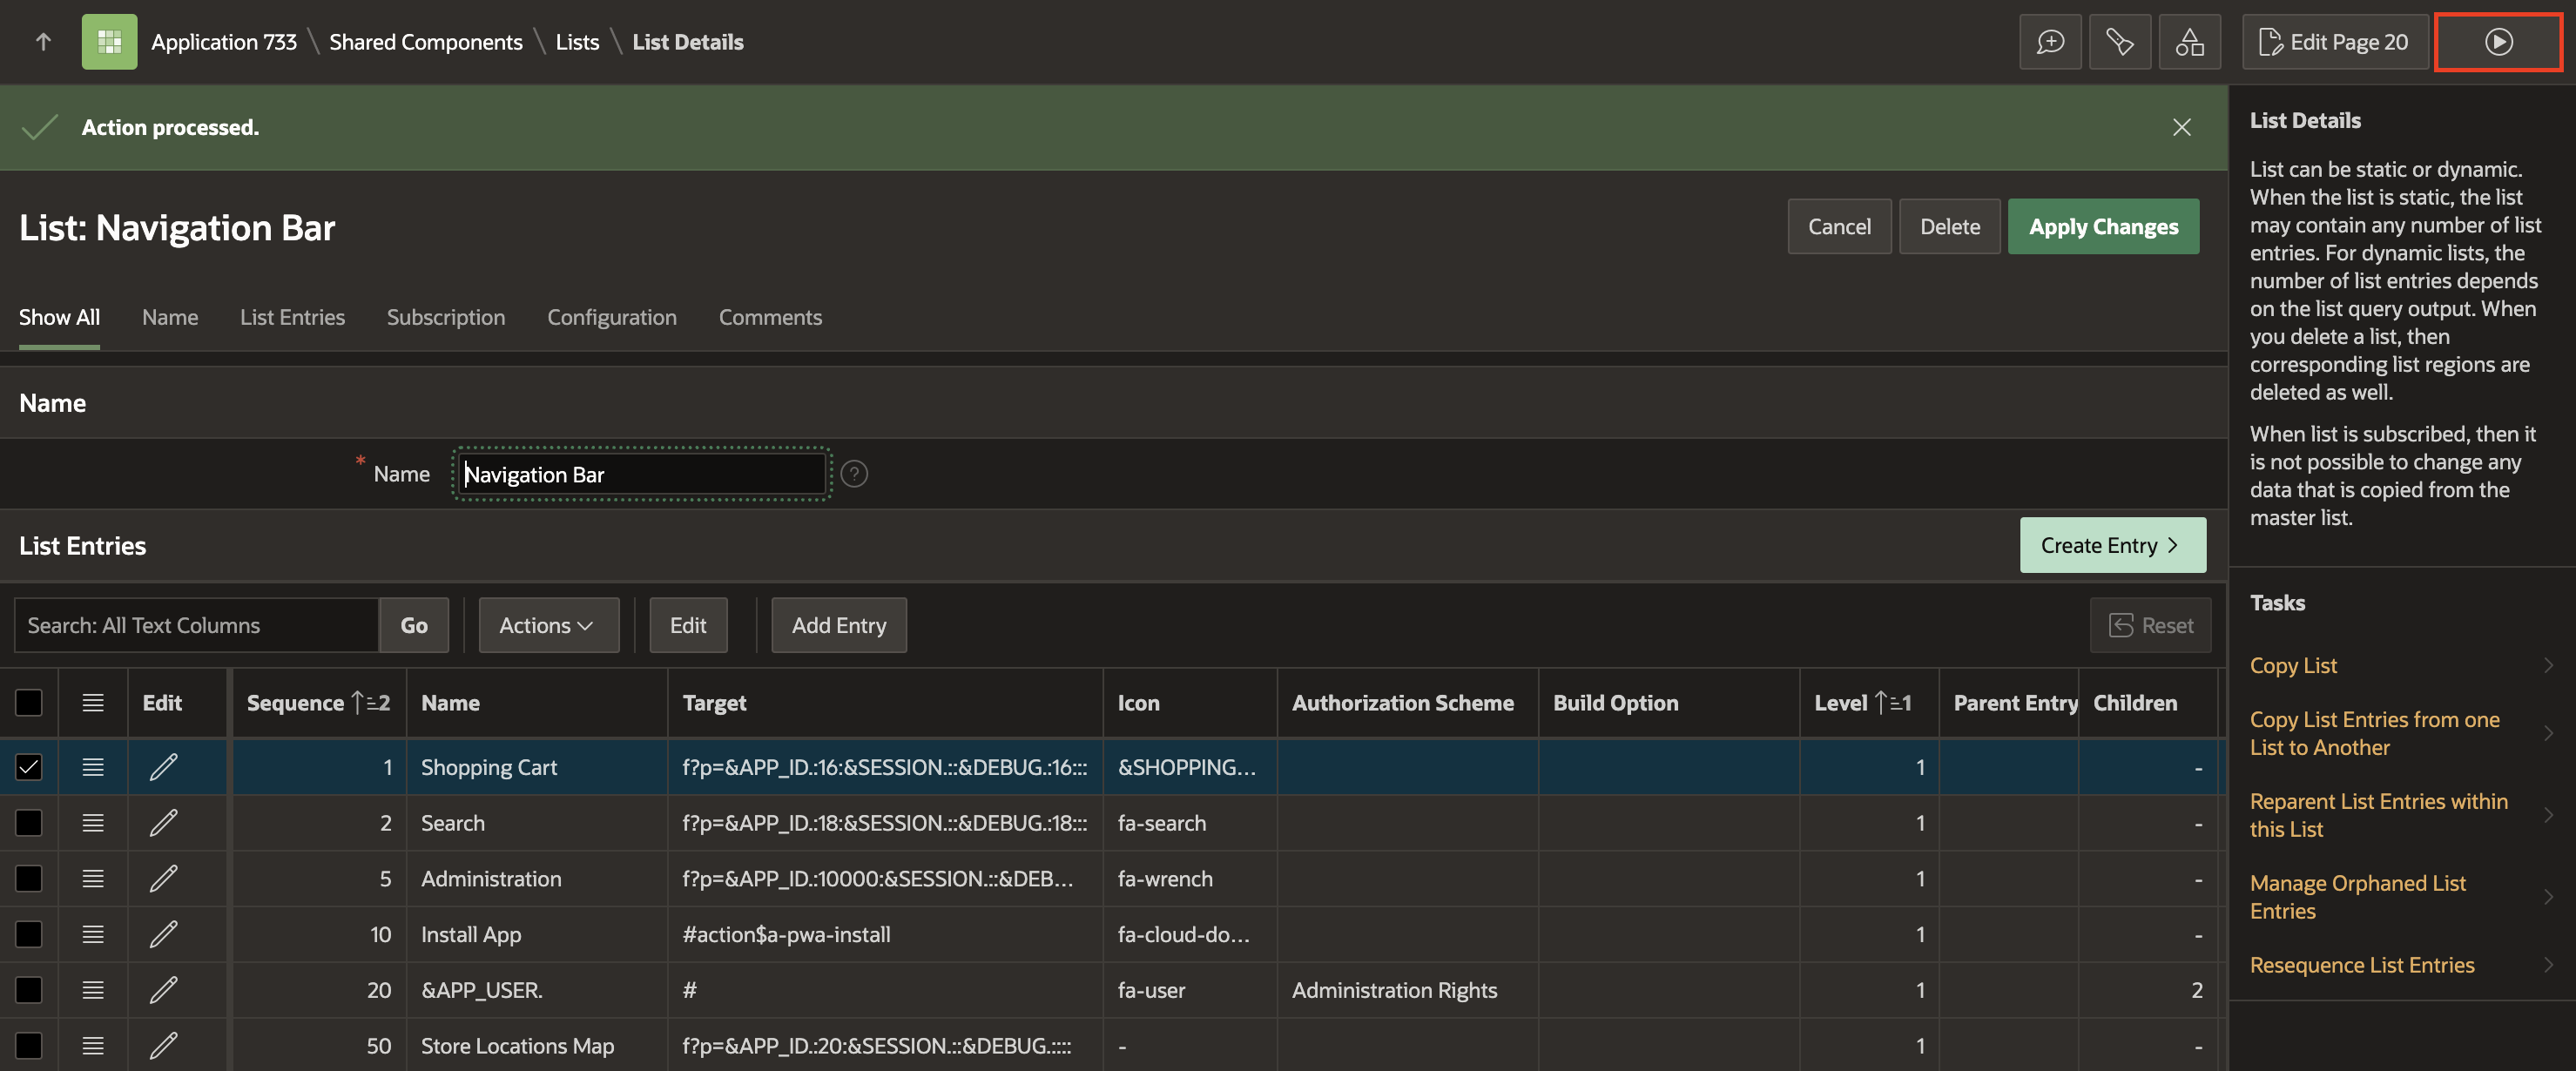 Application 733 \ Shared Components \ Lists \ List Details
Edit Page 20
Action processed.
List: Navigation Bar
Cancel Delete Apply Changes
Show All Name List Entries Subscription Configuration Comments
Name
* Name Navigation Bar ?
List Entries
Create Entry >
Search: All Text Columns Go Actions Edit Add Entry Reset
Edit Sequence 2 Name Target Icon Authorization Scheme Build Option Level 1 Parent Entry Children
1 Shopping Cart f?p=&APP_ID.:16:&SESSION.::&DEBUG.:16::: &SHOPPING... 1 -
2 Search f?p=&APP_ID.:18:&SESSION.::&DEBUG.:18::: fa-search 1 -
5 Administration f?p=&APP_ID.:10000:&SESSION.::&DEB... fa-wrench 1 -
10 Install App #action$a-pwa-install fa-cloud-do... 1 -
20 &APP_USER. # fa-user Administration Rights 1 2
50 Store Locations Map f?p=&APP_ID.:20:&SESSION.::&DEBUG.::::: - 1 -
List Details
List can be static or dynamic.
When the list is static, the list
may contain any number of list
entries. For dynamic lists, the
number of list entries depends
on the list query output. When
you delete a list, then
corresponding list regions are
deleted as well.
When list is subscribed, then it
is not possible to change any
data that is copied from the
master list.
Tasks
Copy List
Copy List Entries from one
List to Another
Reparent List Entries within
this List
Manage Orphaned List
Entries
Resequence List Entries